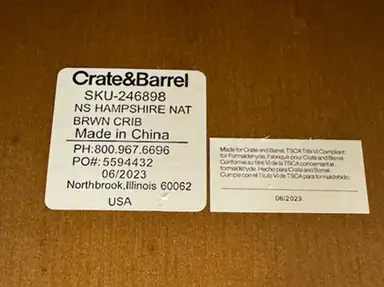 Crate&Barrel
SKU-246898
NS HAMPSHIRE NAT
BRWN CRIB
Made in China
PH:800.967.6696
PO#: 5594432
06/2023
Northbrook,Illinois 60062
USA
Made for Crate and Barrel. TSCA Title VI Compliant
for Formaldehyde. Fabriqué pour Crate and Barrel.
Conforme au titre VI de la TSCA concernant le
formaldehyde. Hecho para Crate and Barrel.
Cumple con el Título VI de TSCA para formaldehído.
06/2023